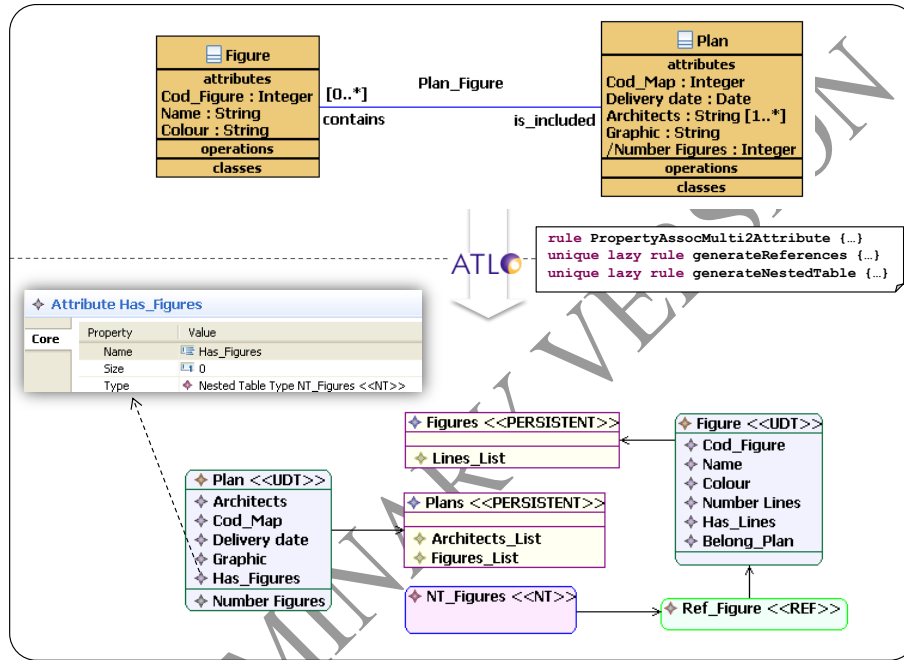 Figure
attributes
Cod_Figure : Integer
Name : String
Colour : String
operations
classes
[0..*]
contains
Plan_Figure
is_included
Plan
attributes
Cod_Map : Integer
Delivery date : Date
Architects : String [1..*]
Graphic : String
/Number Figures : Integer
operations
classes
ATL
rule PropertyAssocMulti2Attribute {…}
unique lazy rule generateReferences {…}
unique lazy rule generateNestedTable {…}
Attribute Has_Figures
Core
Property Value
Name Has_Figures
Size 0
Type Nested Table Type NT_Figures <<NT>>
Plan <<UDT>>
Architects
Cod_Map
Delivery date
Graphic
Has_Figures
Number Figures
Figures <<PERSISTENT>>
Lines_List
Plans <<PERSISTENT>>
Architects_List
Figures_List
NT_Figures <<NT>>
Figure <<UDT>>
Cod_Figure
Name
Colour
Number Lines
Has_Lines
Belong_Plan
Ref_Figure <<REF>>
MINARY VERSION